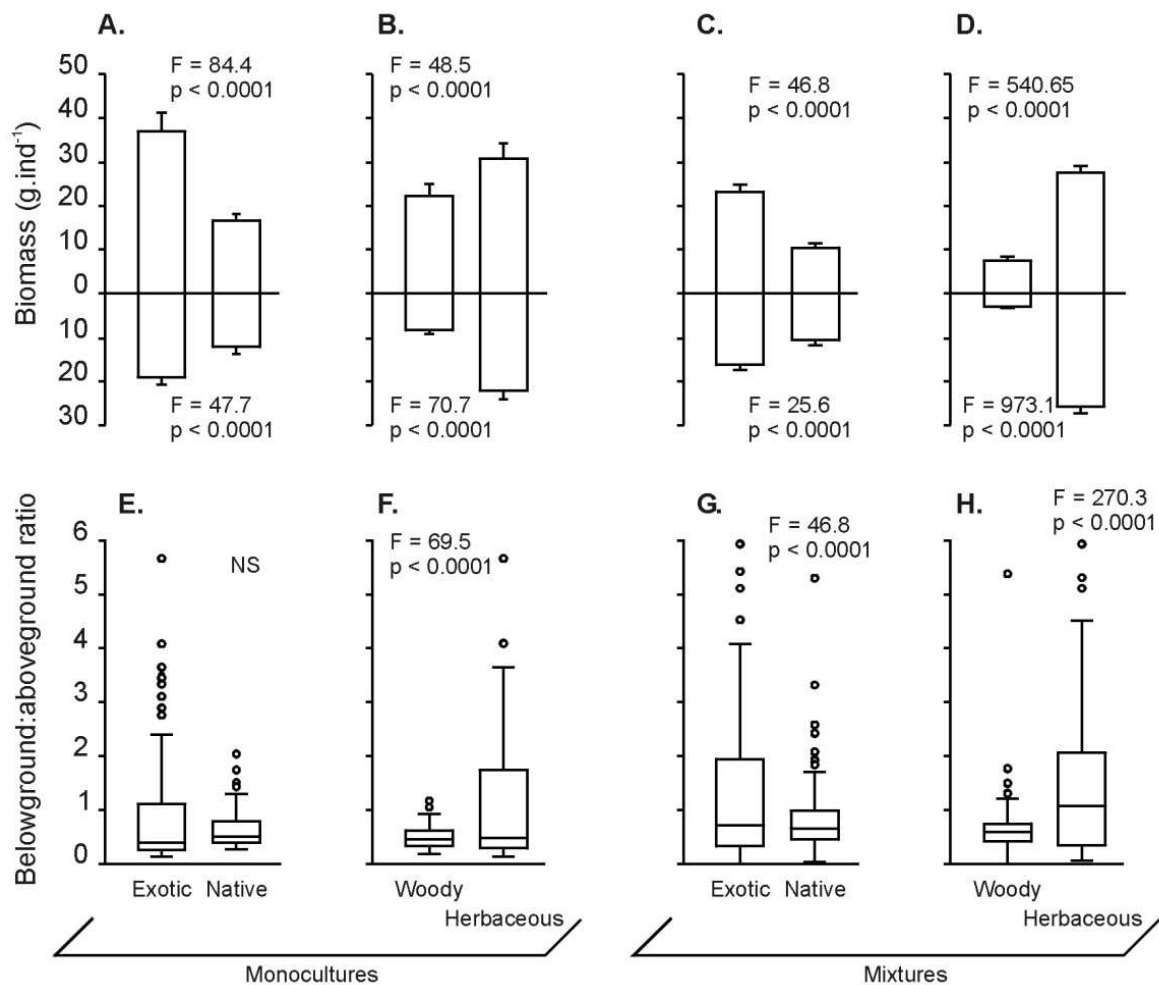 A.
B.
C.
D.
F = 84.4
p < 0.0001
F = 48.5
p < 0.0001
F = 46.8
p < 0.0001
F = 540.65
p < 0.0001
Biomass (g.ind⁻¹)
50
40
30
20
10
0
10
20
30
F = 47.7
p < 0.0001
F = 70.7
p < 0.0001
F = 25.6
p < 0.0001
F = 973.1
p < 0.0001
E.
F.
G.
H.
NS
F = 69.5
p < 0.0001
F = 46.8
p < 0.0001
F = 270.3
p < 0.0001
Belowground:aboveground ratio
6
5
4
3
2
1
0
Exotic Native
Woody
Herbaceous
Exotic Native
Woody
Herbaceous
Monocultures
Mixtures